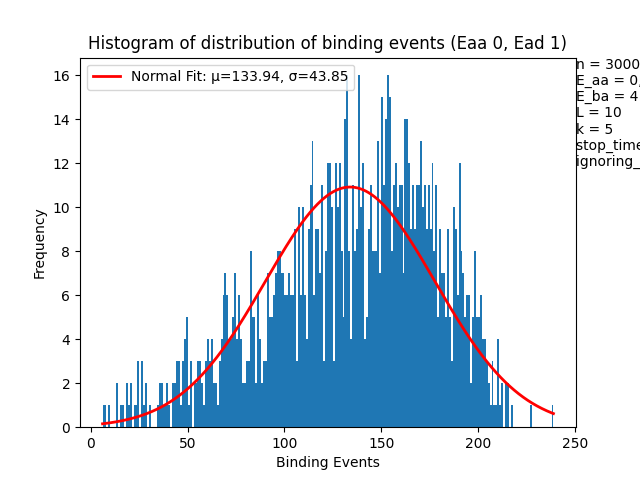 Histogram of distribution of binding events (Eaa 0, Ead 1)
Normal Fit: μ=133.94, σ=43.85
n = 3000
E_aa = 0,
E_ba = 4
L = 10
k = 5
stop_time
ignoring_
16
14
12
10
8
6
4
2
0
Frequency
0 50 100 150 200 250
Binding Events